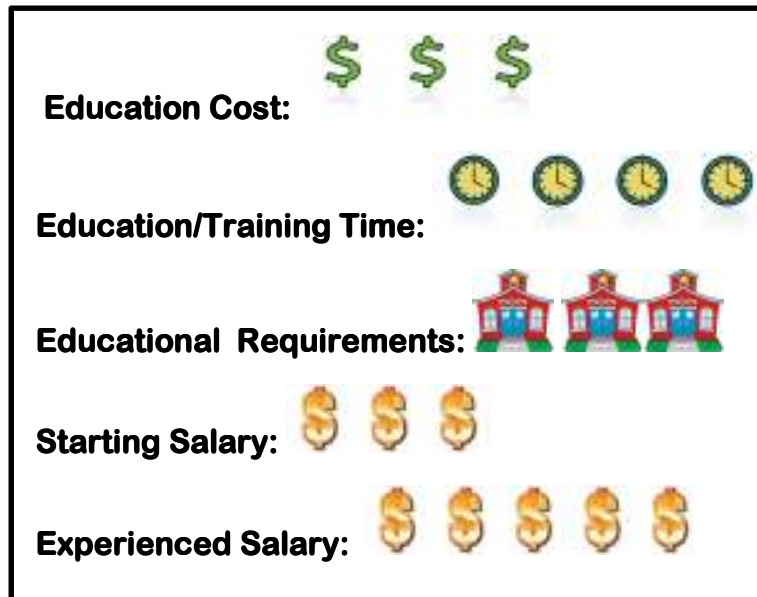 $ $ $
Education Cost:
Education/Training Time:
Educational Requirements:
$ $ $
Starting Salary:
$ $ $ $ $
Experienced Salary: